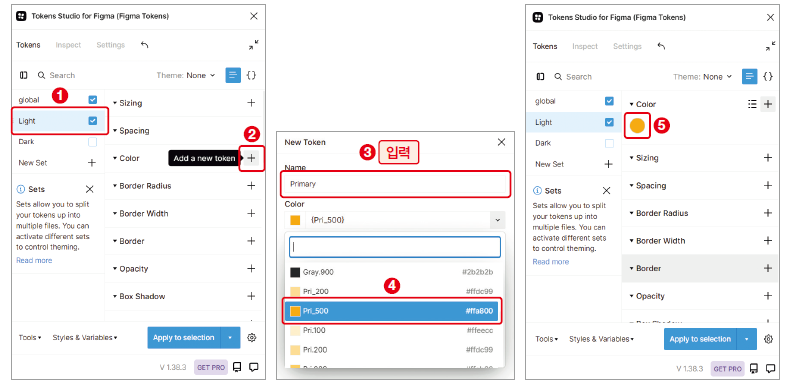 Tokens Studio for Figma (Figma Tokens)
Tokens Inspect Settings
Search
Theme: None
global
1
Light
Dark
New Set
Sets
Sets allow you to split
your tokens up into
multiple files. You can
activate different sets
to control theming.
Read more
Sizing
Spacing
2
Color
Add a new token
Border Radius
Border Width
Border
Opacity
Box Shadow
Tools
Styles & Variables
Apply to selection
V 1.38.3
GET PRO
New Token
3 입력
Name
Primary
Color
{Pri_500}
4
Gray.900 #2b2b2b
Pri_200 #ffdc99
Pri_500 #ffa800
Pri.100 #ffeecc
Pri.200 #ffdc99
Tokens Studio for Figma (Figma Tokens)
Tokens Inspect Settings
Search
Theme: None
global
Light
Dark
New Set
Sets
Sets allow you to split
your tokens up into
multiple files. You can
activate different sets
to control theming.
Read more
Color
5
Sizing
Spacing
Border Radius
Border Width
Border
Opacity
Box Shadow
Tools
Styles & Variables
Apply to selection
V 1.38.3
GET PRO